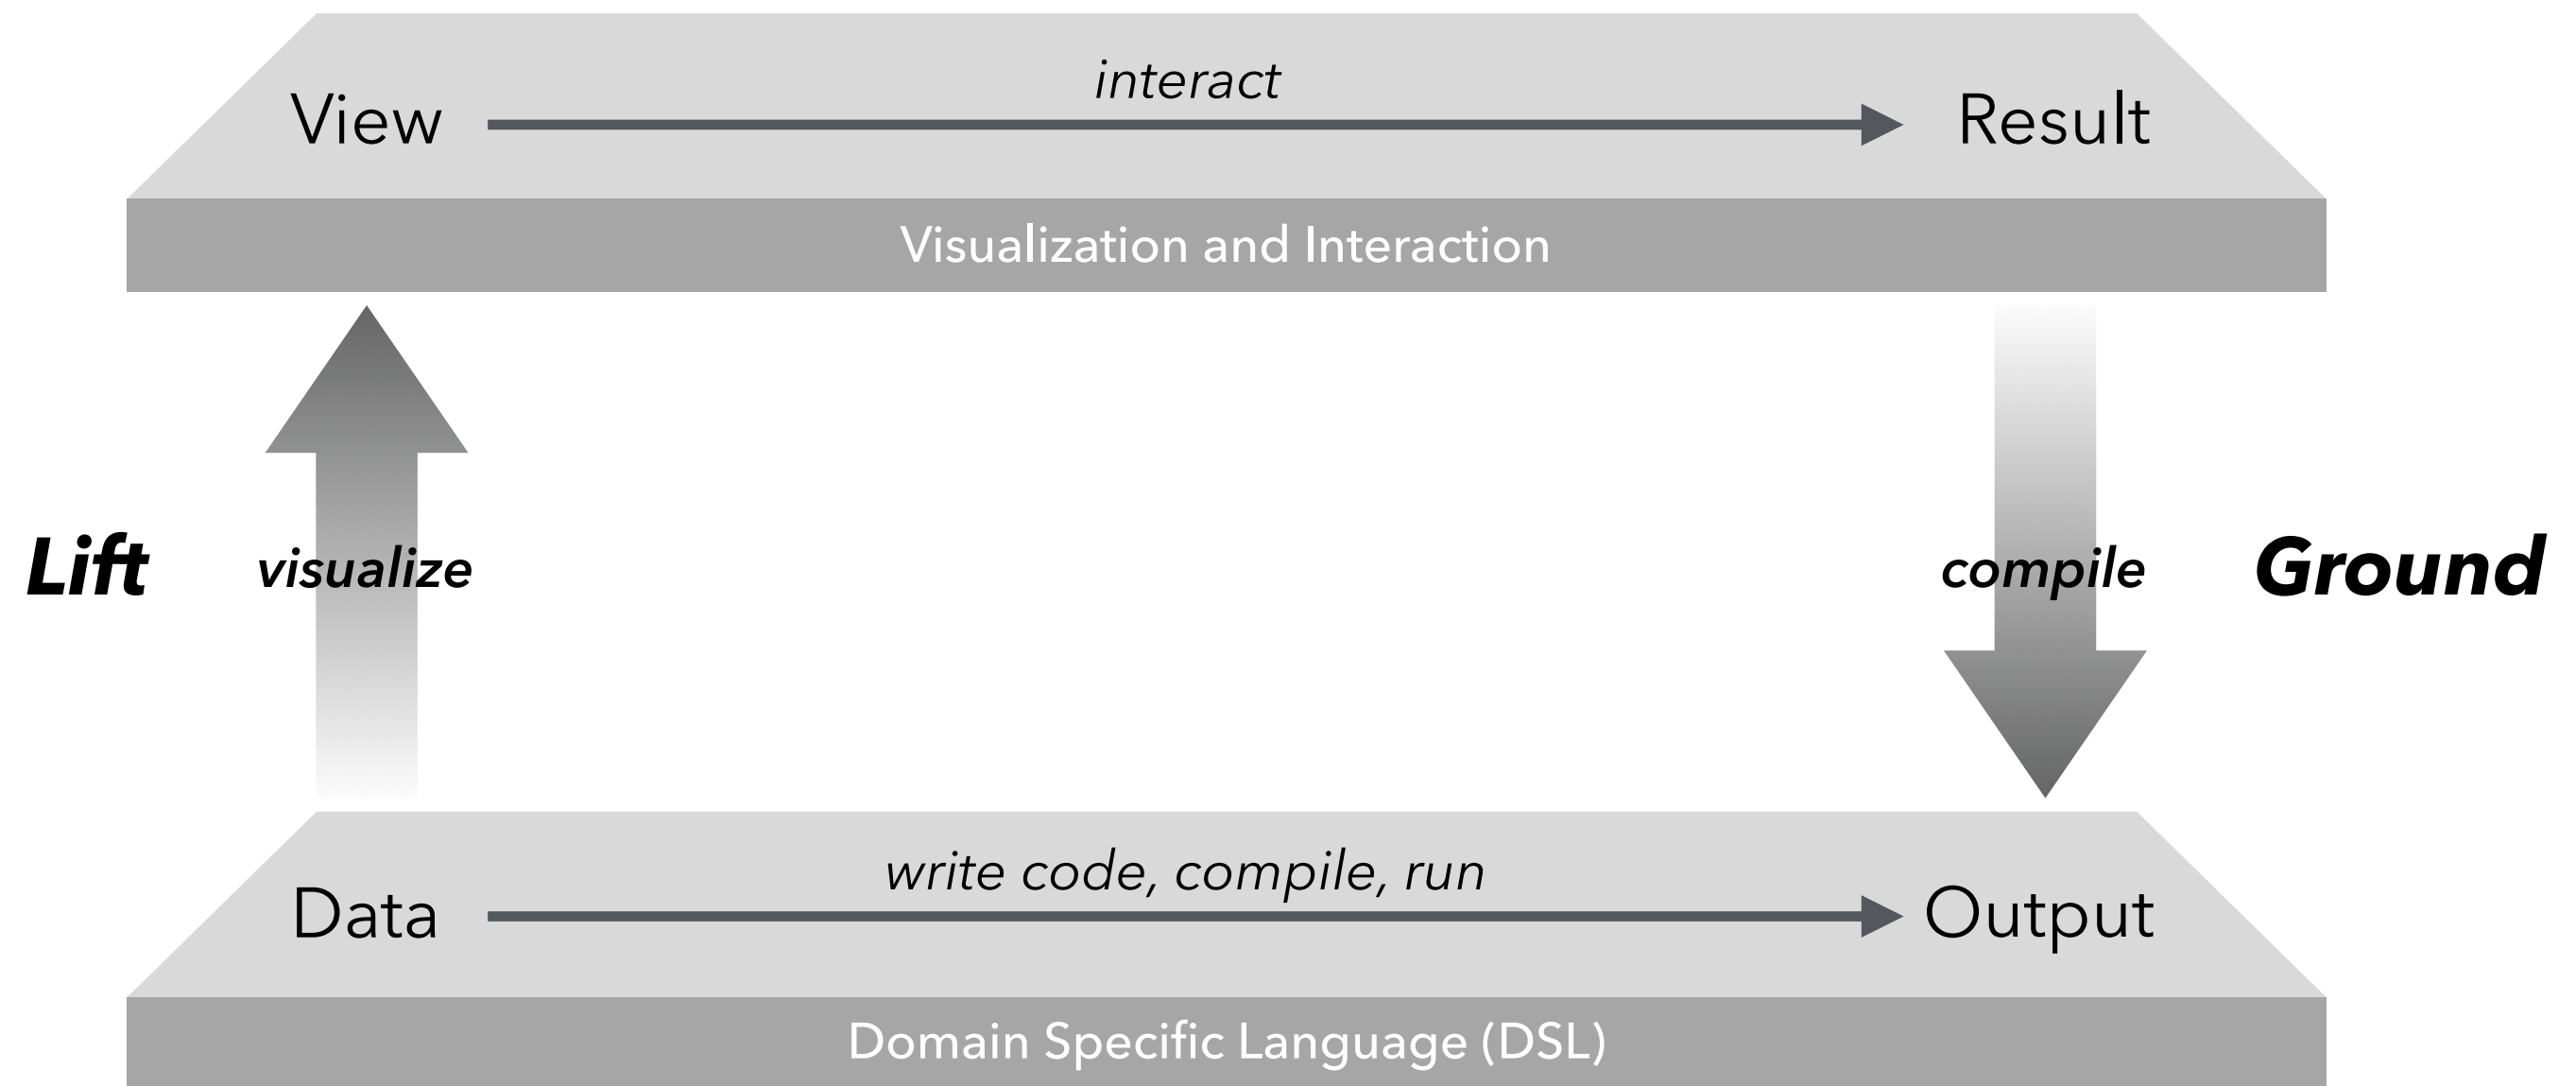 interact
View
Result
Visualization and Interaction
Lift
visualize
compile
Ground
write code, compile, run
Data
Output
Domain Specific Language (DSL)